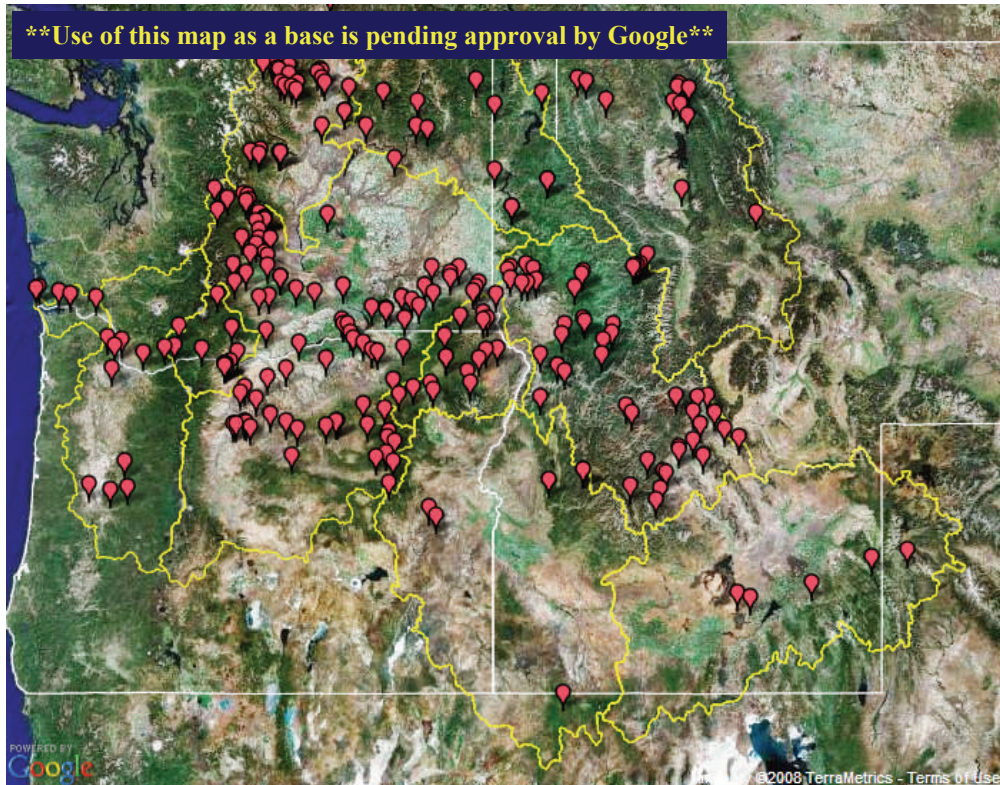 **Use of this map as a base is pending approval by Google**
POWERED BY
Google
©2008 TerraMetrics - Terms of Use